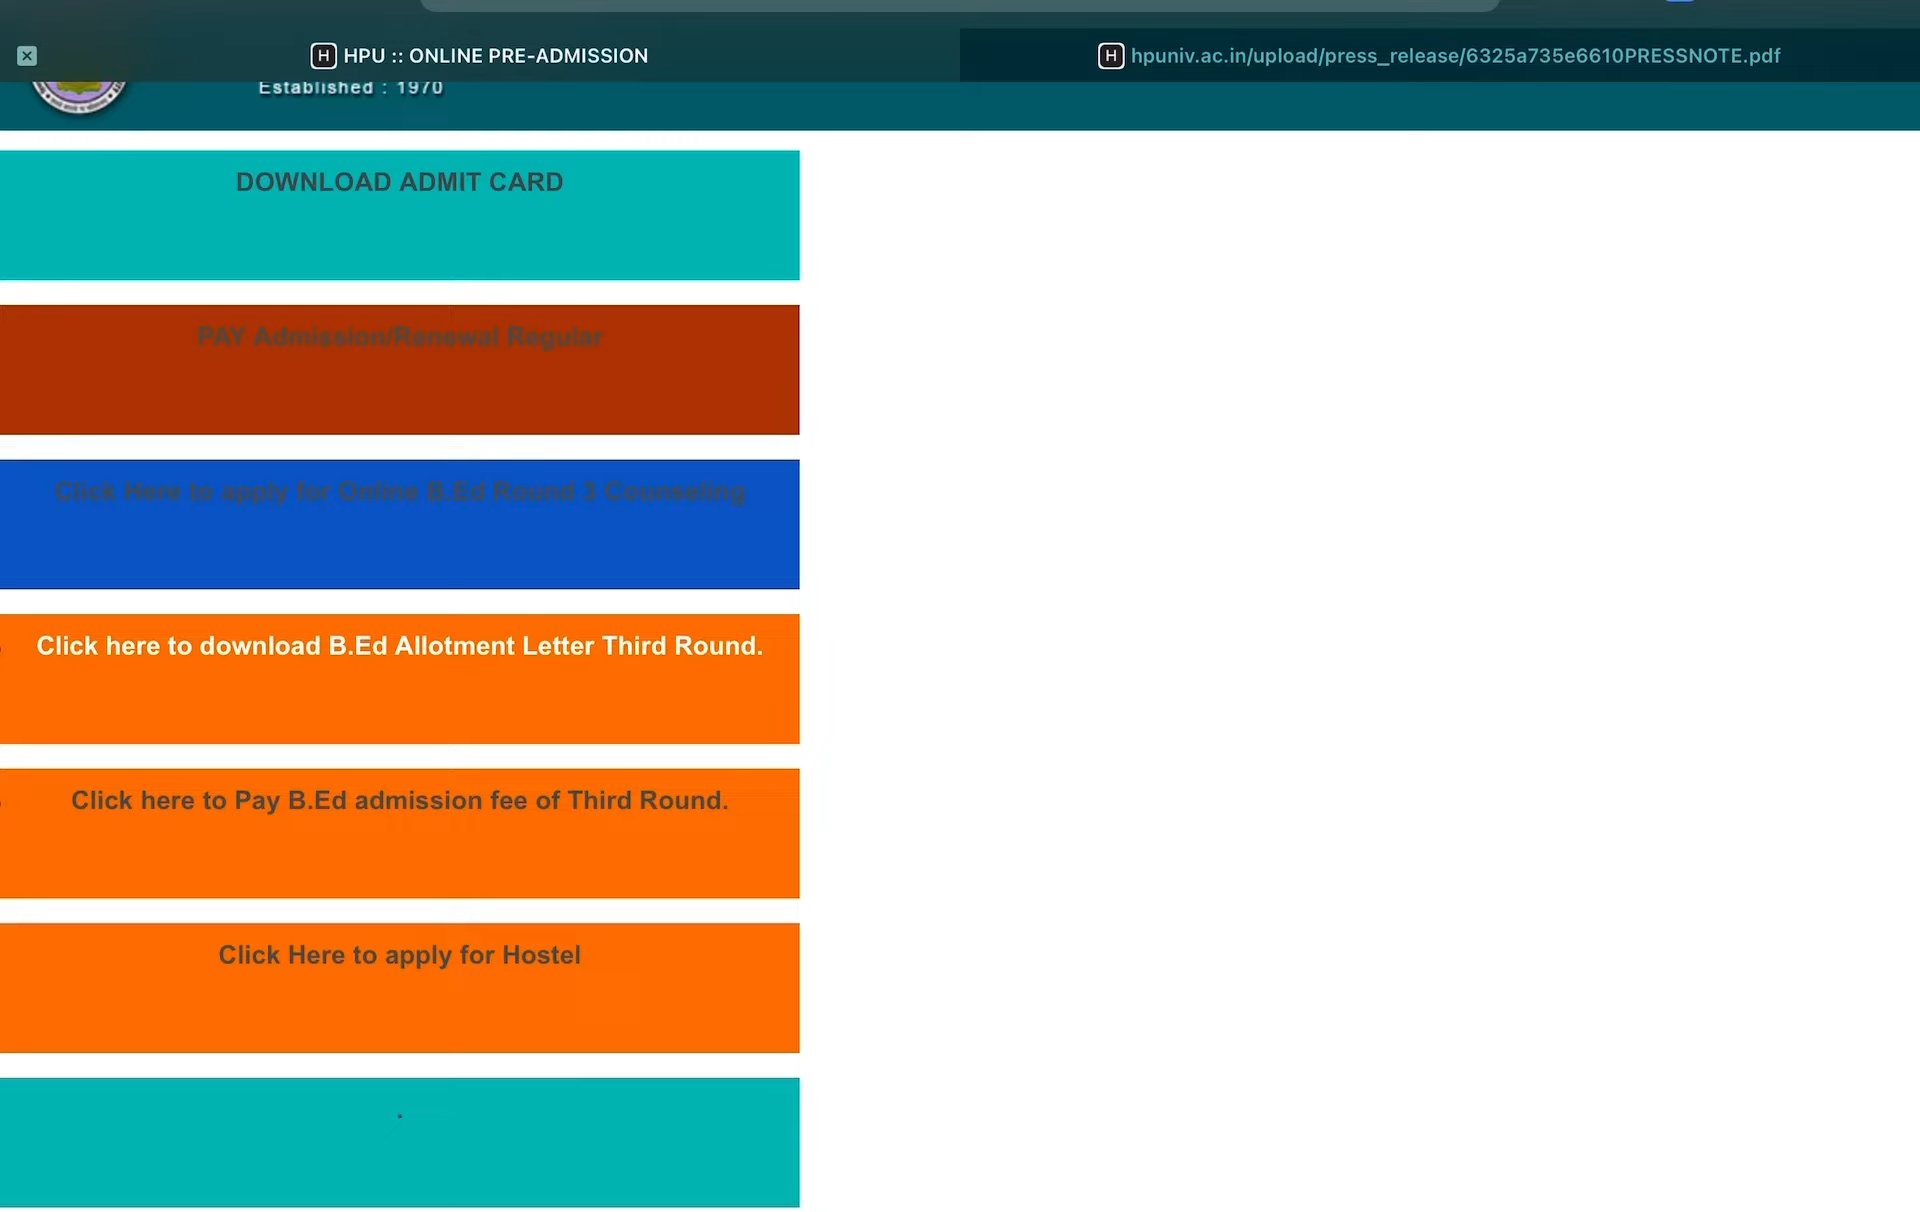 HPU :: ONLINE PRE-ADMISSION
hpuniv.ac.in/upload/press_release/6325a735e6610PRESSNOTE.pdf
Established : 1970
DOWNLOAD ADMIT CARD
PAY Admission/Renewal Regular
Click Here to apply for Online B.Ed Round 3 Counseling
Click here to download B.Ed Allotment Letter Third Round.
Click here to Pay B.Ed admission fee of Third Round.
Click Here to apply for Hostel
.